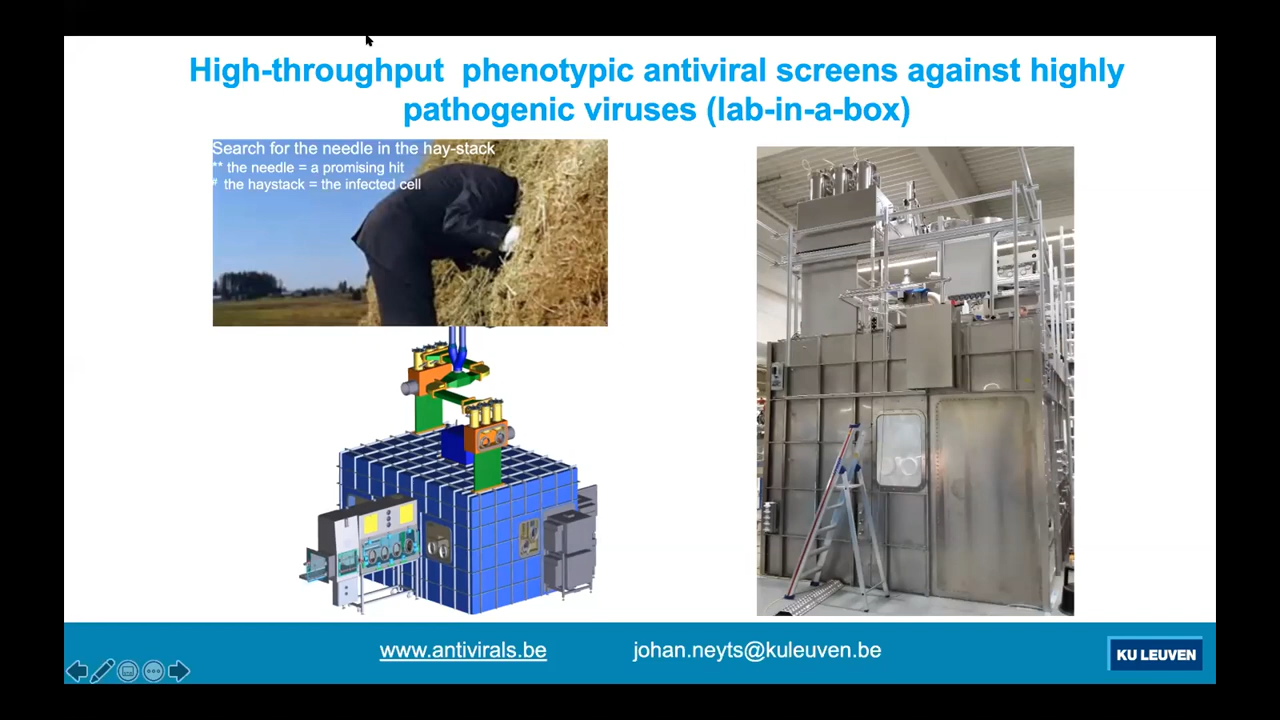 High-throughput  phenotypic antiviral screens against highly
pathogenic viruses (lab-in-a-box)
Search for the needle in the hay-stack
** the needle = a promising hit
# the haystack = the infected cell
www.antivirals.be
johan.neyts@kuleuven.be
KU LEUVEN